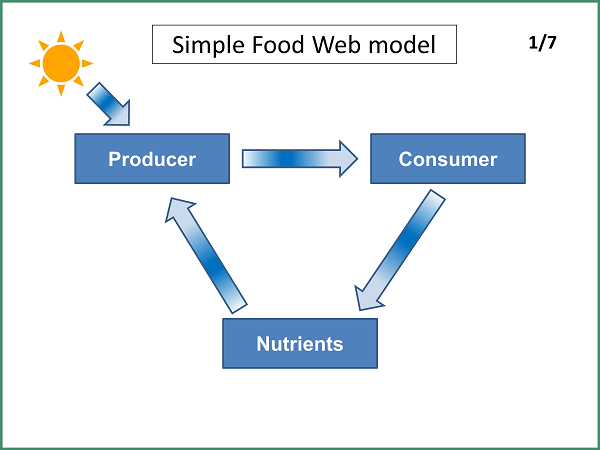 Simple Food Web model
1/7
Producer
Consumer
Nutrients